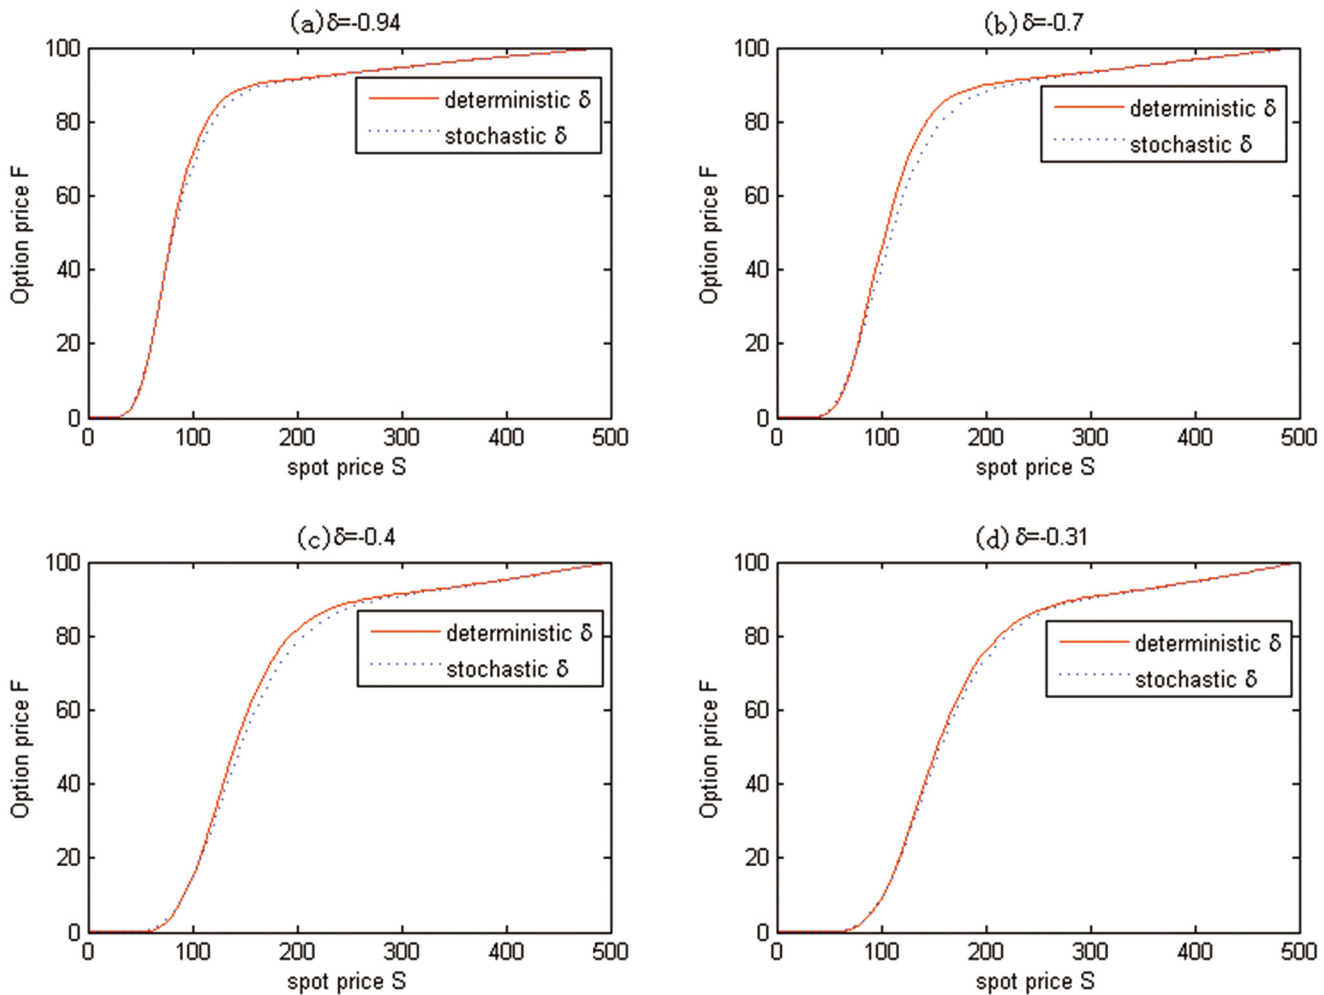 (a) δ=-0.94
100
80
60
40
20
0
Option price F
deterministic δ
stochastic δ
0 100 200 300 400 500
spot price S
(b) δ=-0.7
100
80
60
40
20
0
Option price F
deterministic δ
stochastic δ
0 100 200 300 400 500
spot price S
(c) δ=-0.4
100
80
60
40
20
0
Option price F
deterministic δ
stochastic δ
0 100 200 300 400 500
spot price S
(d) δ=-0.31
100
80
60
40
20
0
Option price F
deterministic δ
stochastic δ
0 100 200 300 400 500
spot price S